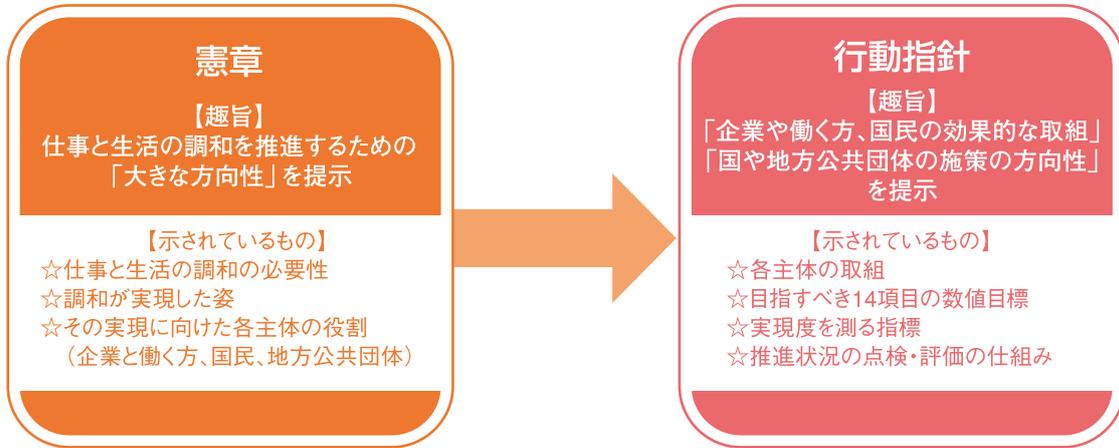 憲章
【趣旨】
仕事と生活の調和を推進するための
「大きな方向性」を提示
【示されているもの】
☆仕事と生活の調和の必要性
☆調和が実現した姿
☆その実現に向けた各主体の役割
（企業と働く方、国民、地方公共団体）
行動指針
【趣旨】
「企業や働く方、国民の効果的な取組」
「国や地方公共団体の施策の方向性」
を提示
【示されているもの】
☆各主体の取組
☆目指すべき14項目の数値目標
☆実現度を測る指標
☆推進状況の点検・評価の仕組み